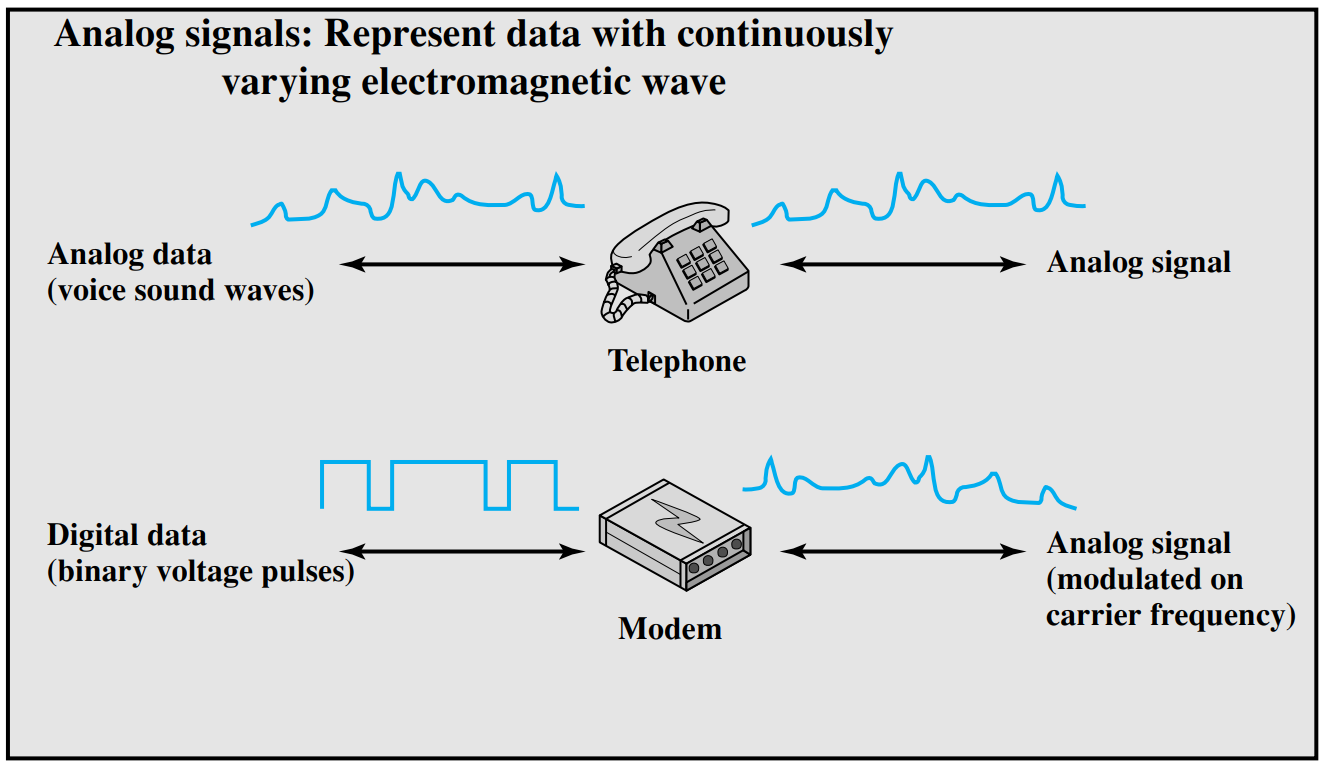 Analog signals: Represent data with continuously
varying electromagnetic wave
Analog data
(voice sound waves)
Analog signal
Telephone
Digital data
(binary voltage pulses)
Analog signal
(modulated on
carrier frequency)
Modem